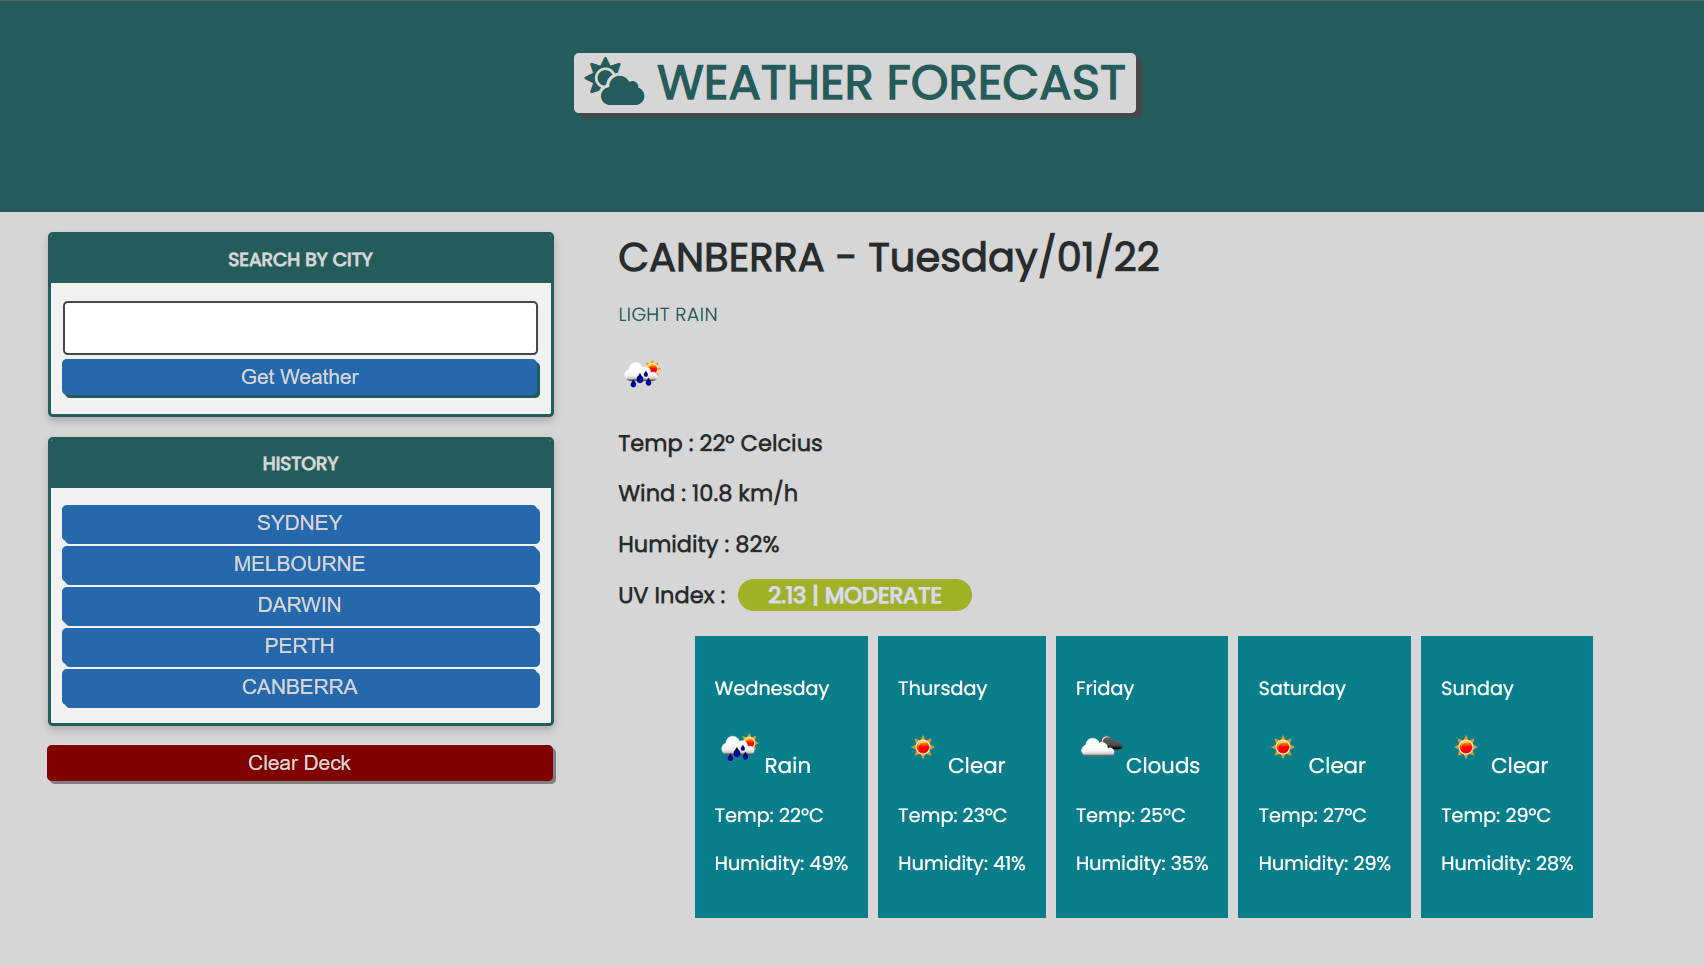 WEATHER FORECAST
SEARCH BY CITY
Get Weather
HISTORY
SYDNEY
MELBOURNE
DARWIN
PERTH
CANBERRA
Clear Deck
CANBERRA - Tuesday/01/22
LIGHT RAIN
Temp : 22° Celcius
Wind : 10.8 km/h
Humidity : 82%
UV Index : 2.13 | MODERATE
Wednesday
Rain
Temp: 22°C
Humidity: 49%
Thursday
Clear
Temp: 23°C
Humidity: 41%
Friday
Clouds
Temp: 25°C
Humidity: 35%
Saturday
Clear
Temp: 27°C
Humidity: 29%
Sunday
Clear
Temp: 29°C
Humidity: 28%